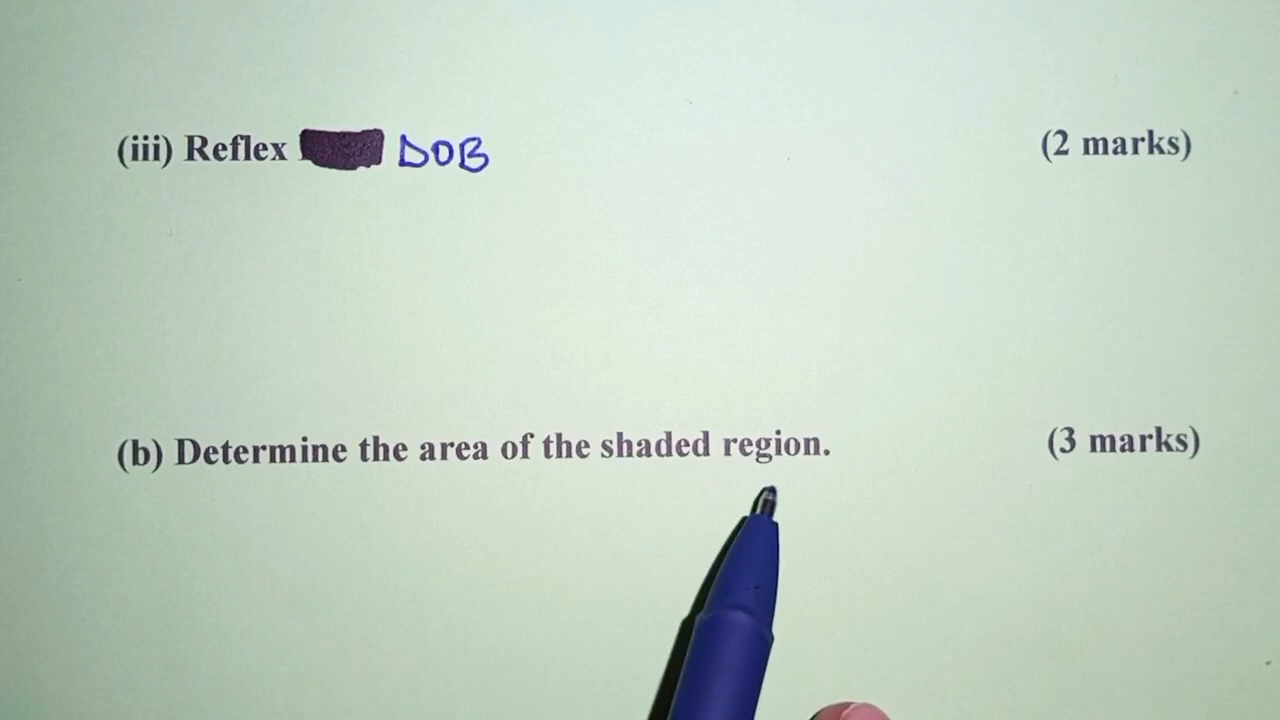 (iii) Reflex DOB (2 marks)
(b) Determine the area of the shaded region. (3 marks)